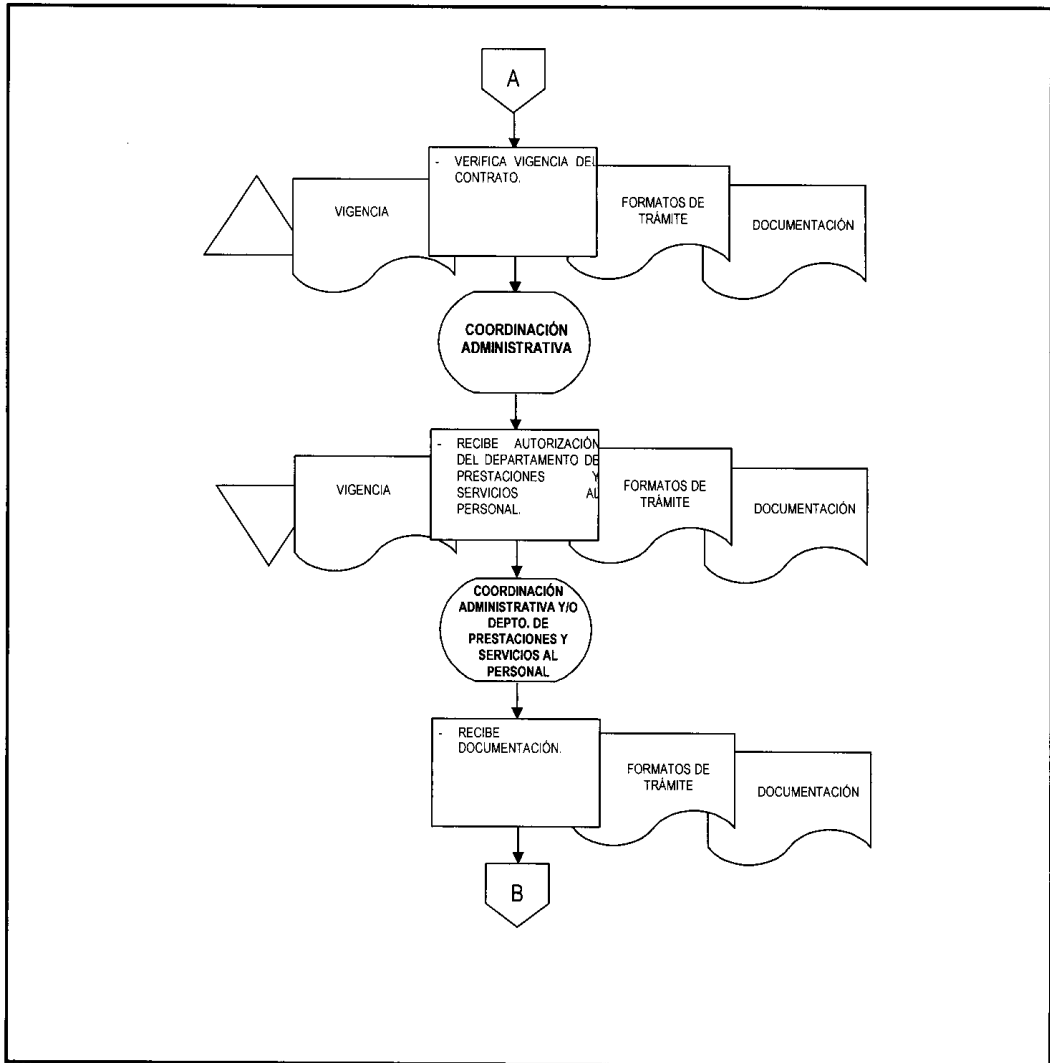 A
- VERIFICA VIGENCIA DEL
CONTRATO.
VIGENCIA
FORMATOS DE
TRÁMITE
DOCUMENTACIÓN
COORDINACIÓN
ADMINISTRATIVA
- RECIBE AUTORIZACIÓN
DEL DEPARTAMENTO DE
PRESTACIONES Y
SERVICIOS AL
PERSONAL.
VIGENCIA
FORMATOS DE
TRÁMITE
DOCUMENTACIÓN
COORDINACIÓN
ADMINISTRATIVA Y/O
DEPTO. DE
PRESTACIONES Y
SERVICIOS AL
PERSONAL
- RECIBE
DOCUMENTACIÓN.
FORMATOS DE
TRÁMITE
DOCUMENTACIÓN
B